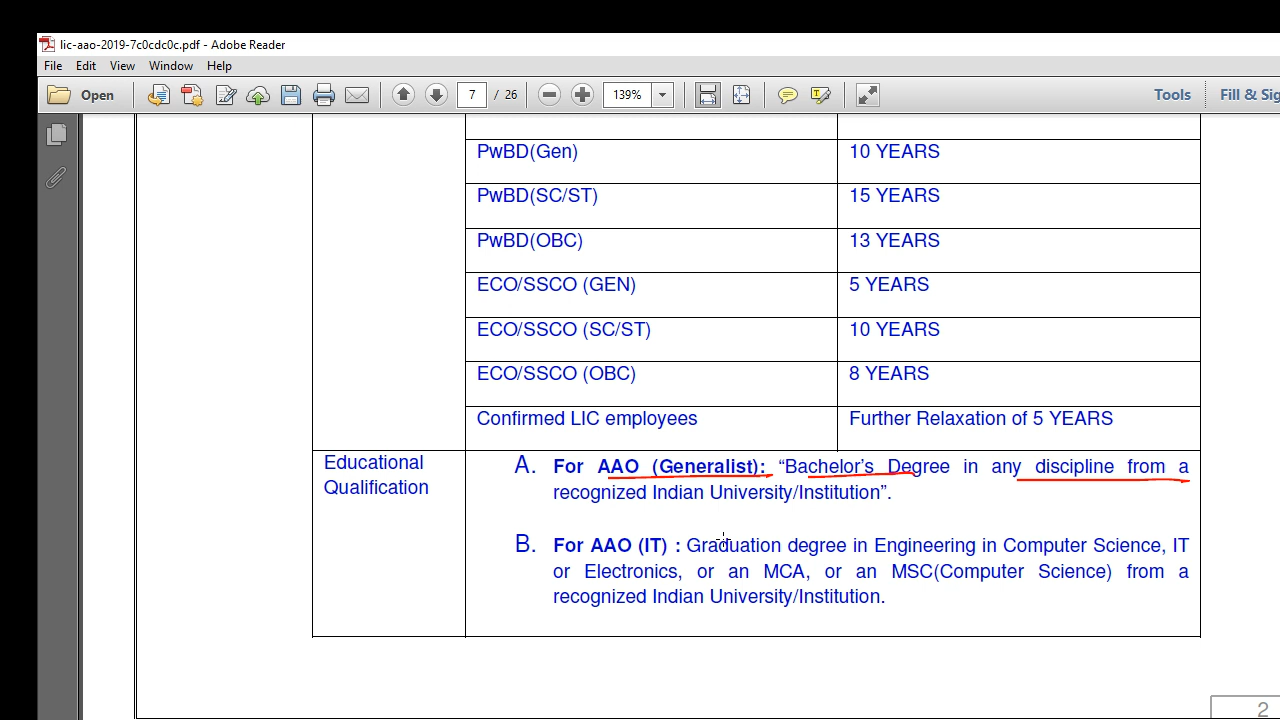 lic-aao-2019-7c0cdc0c.pdf - Adobe Reader
File Edit View Window Help
Open 7 / 26 139% Tools Fill & Sig
PwBD(Gen) 10 YEARS
PwBD(SC/ST) 15 YEARS
PwBD(OBC) 13 YEARS
ECO/SSCO (GEN) 5 YEARS
ECO/SSCO (SC/ST) 10 YEARS
ECO/SSCO (OBC) 8 YEARS
Confirmed LIC employees Further Relaxation of 5 YEARS
Educational Qualification
A. For AAO (Generalist): “Bachelor’s Degree in any discipline from a
recognized Indian University/Institution”.
B. For AAO (IT) : Graduation degree in Engineering in Computer Science, IT
or Electronics, or an MCA, or an MSC(Computer Science) from a
recognized Indian University/Institution.
2